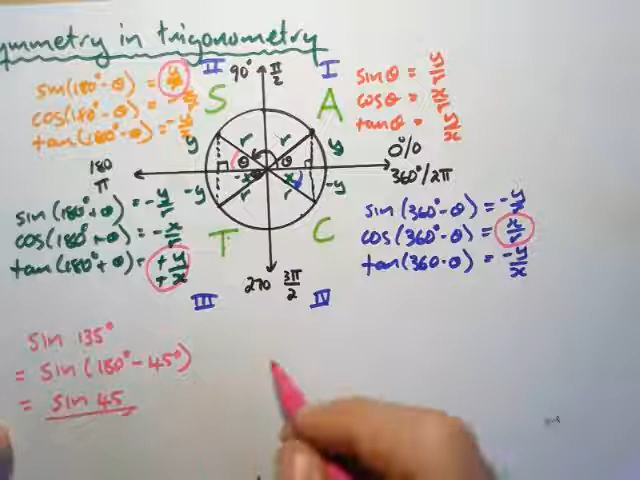 ymmetry in trigonometry
II 90° π/2 I
sin(180°-θ) = y/r
cos(180°-θ) = -x/r
tan(180°-θ) = -y/x
S A
sinθ = y/r
cosθ = x/r
tanθ = y/x
y r r y
180 π θ θ 0°/0
-x x 360°/2π
-y r r -y
sin(180°+θ) = -y/r
cos(180°+θ) = -x/r
tan(180°+θ) = +y/x
T C
sin(360°-θ) = -y/r
cos(360°-θ) = x/r
tan(360-θ) = -y/x
270 3π/2
III IV
sin 135°
= sin(180°-45°)
= sin 45